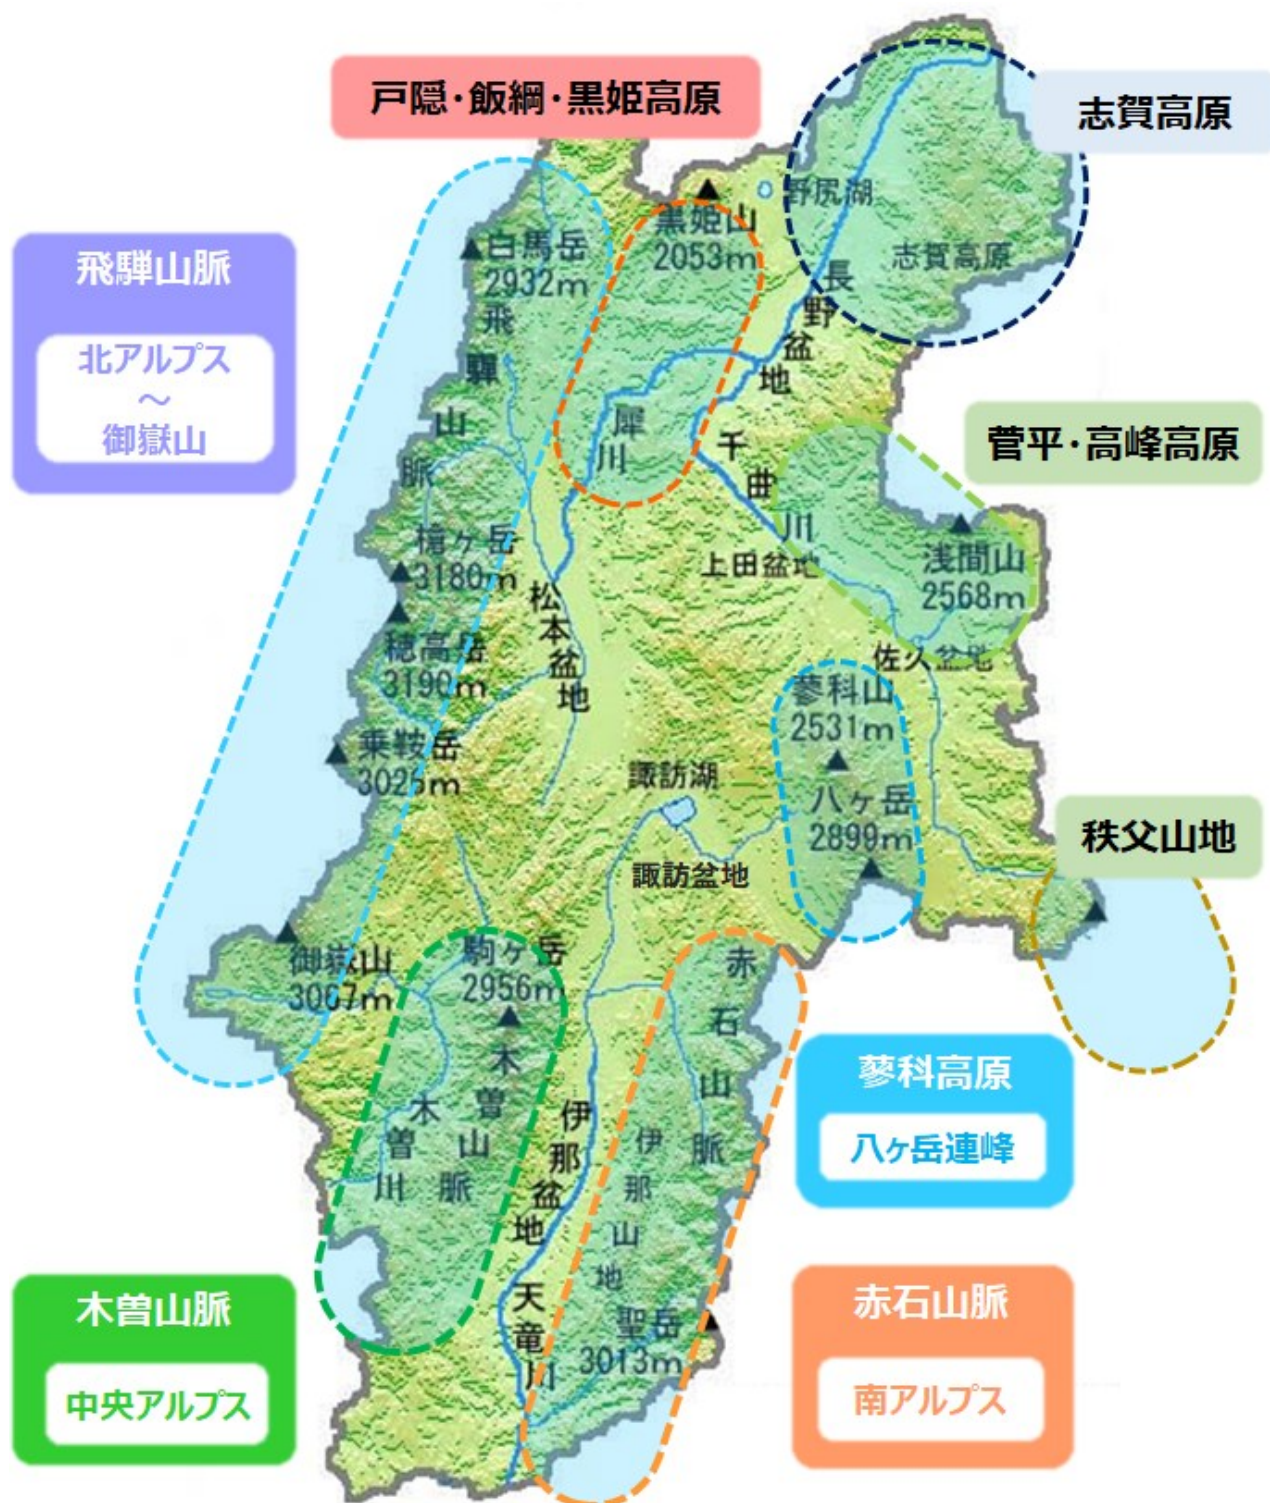 戸隠・飯綱・黒姫高原
志賀高原
野尻湖
黒姫山
2053m
白馬岳
2932m
志賀高原
飛騨山脈
北アルプス
～
御嶽山
飛騨山脈
長野盆地
犀川
千曲川
菅平・高峰高原
浅間山
2568m
上田盆地
槍ヶ岳
3180m
松本盆地
穂高岳
3190m
佐久盆地
蓼科山
2531m
乗鞍岳
3026m
諏訪湖
八ヶ岳
2899m
秩父山地
諏訪盆地
御嶽山
3067m
駒ヶ岳
2956m
赤石山脈
木曽山脈
木曽川
伊那盆地
伊那山地
蓼科高原
八ヶ岳連峰
木曽山脈
中央アルプス
天竜川
聖岳
3013m
赤石山脈
南アルプス